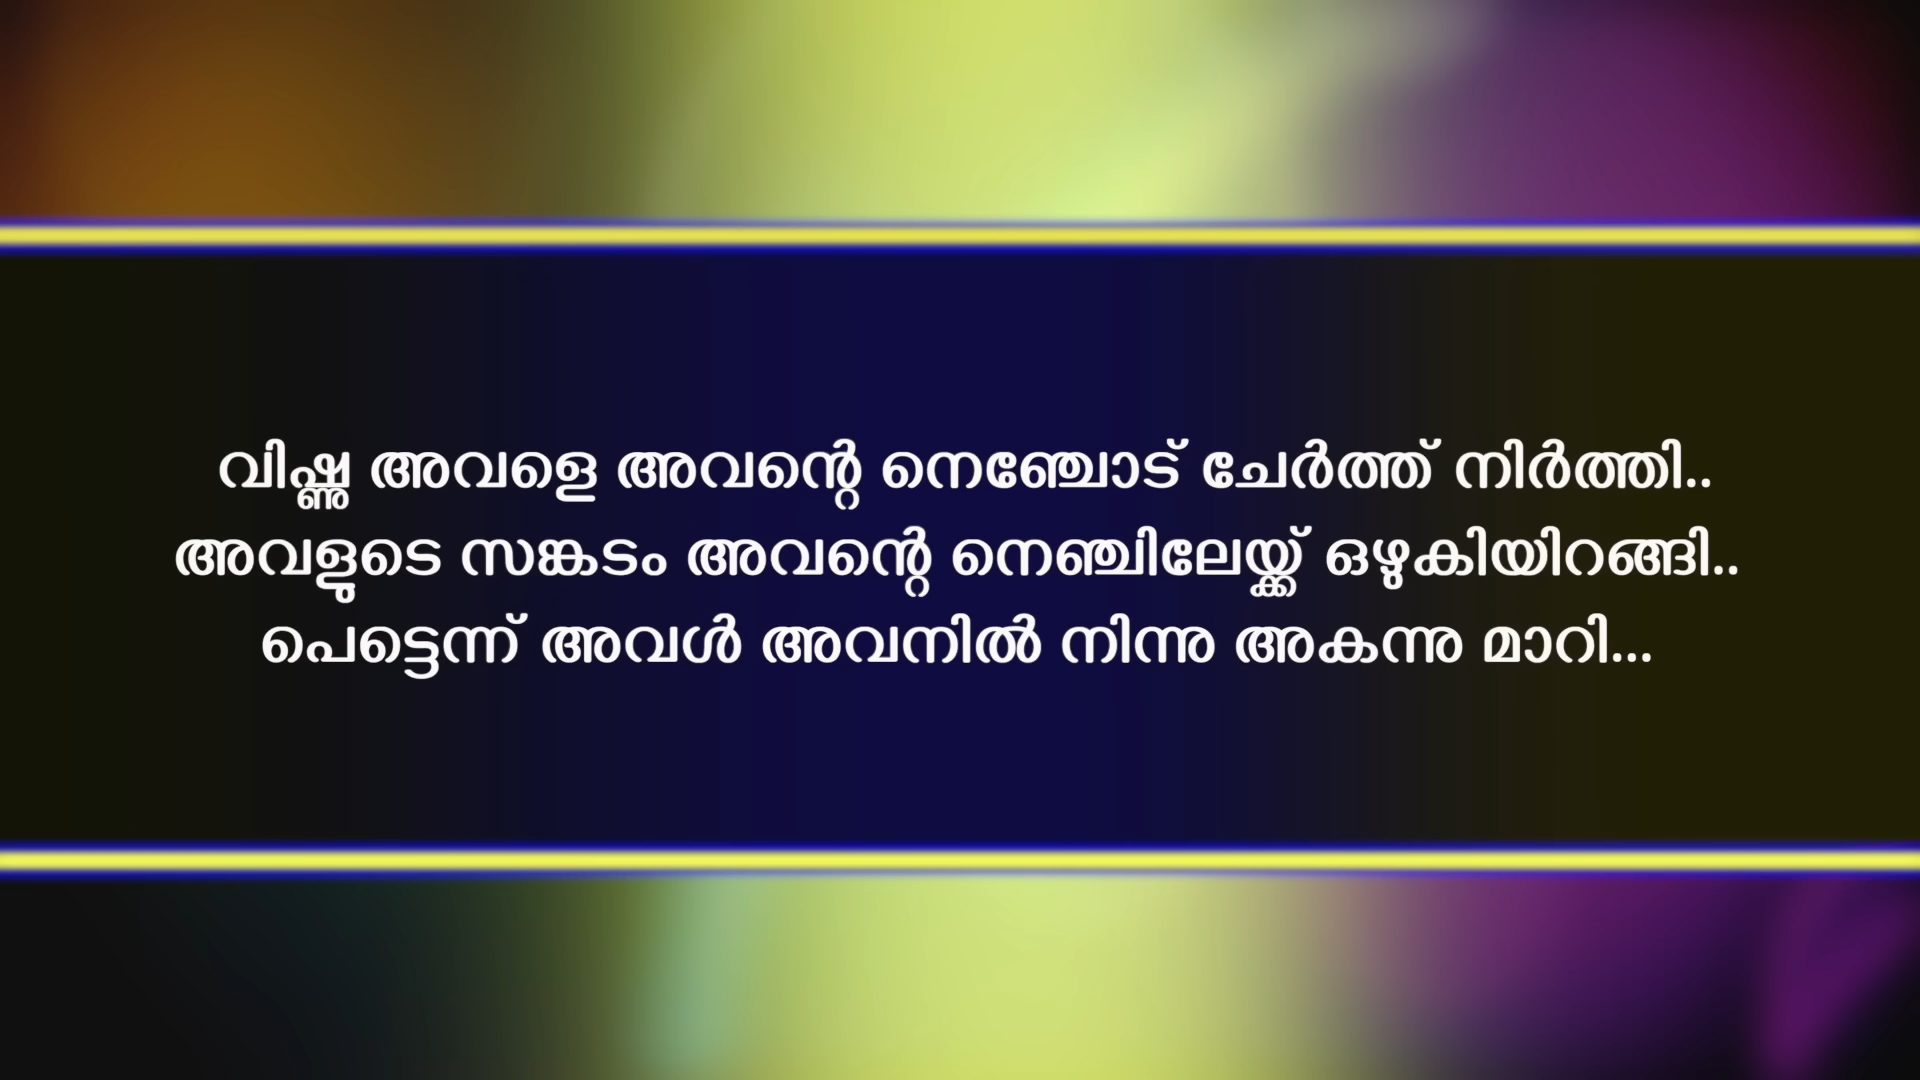 വിഷ്ണു അവളെ അവന്റെ നെഞ്ചോട് ചേർത്ത് നിർത്തി..
അവളുടെ സങ്കടം അവന്റെ നെഞ്ചിലേയ്ക്ക് ഒഴുകിയിറങ്ങി..
പെട്ടെന്ന് അവൾ അവനിൽ നിന്നു അകന്നു മാറി...